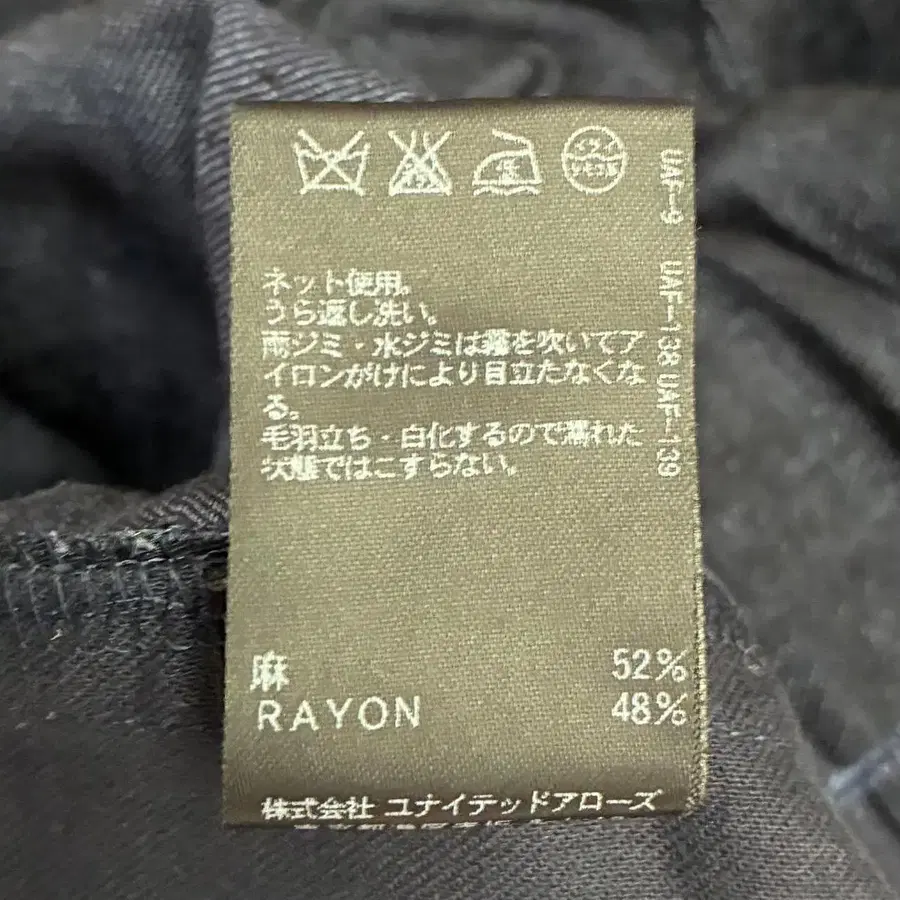 ネット使用。
うら返し洗い。
雨ジミ・水ジミは霧を吹いてア
イロンがけにより目立たなくな
る。
毛羽立ち・白化するので濡れた
状態ではこすらない。
麻 52%
RAYON 48%
株式会社 ユナイテッドアローズ
UAF-9 UAF-138 UAF-139